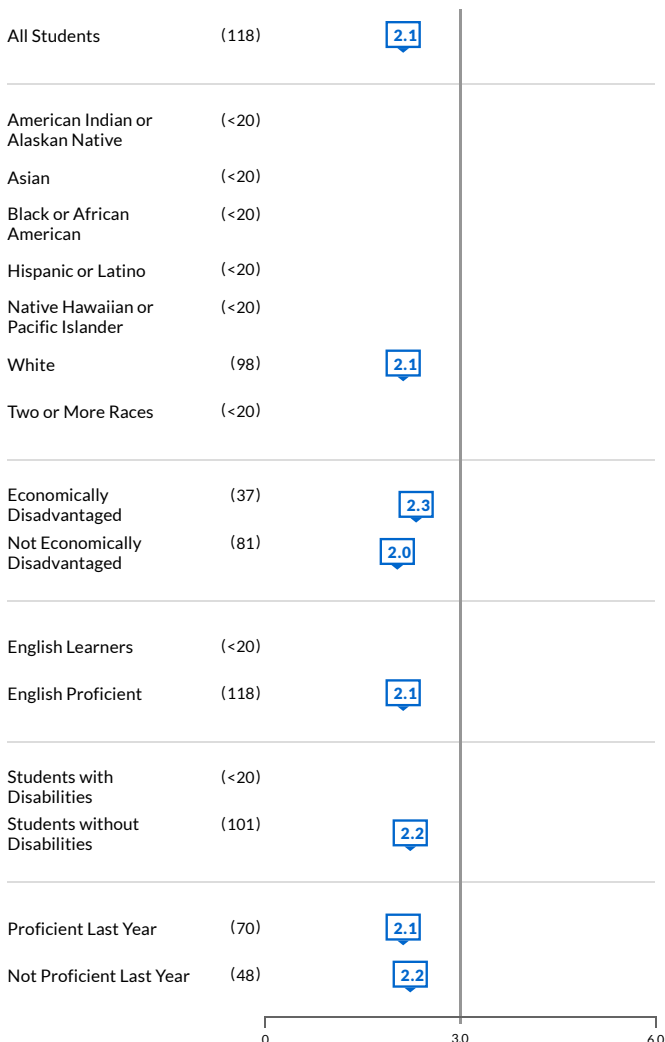 All Students (118) 2.1
American Indian or (<20)
Alaskan Native
Asian (<20)
Black or African (<20)
American
Hispanic or Latino (<20)
Native Hawaiian or (<20)
Pacific Islander
White (98) 2.1
Two or More Races (<20)
Economically (37) 2.3
Disadvantaged
Not Economically (81) 2.0
Disadvantaged
English Learners (<20)
English Proficient (118) 2.1
Students with (<20)
Disabilities
Students without (101) 2.2
Disabilities
Proficient Last Year (70) 2.1
Not Proficient Last Year (48) 2.2
0 3.0 6.0